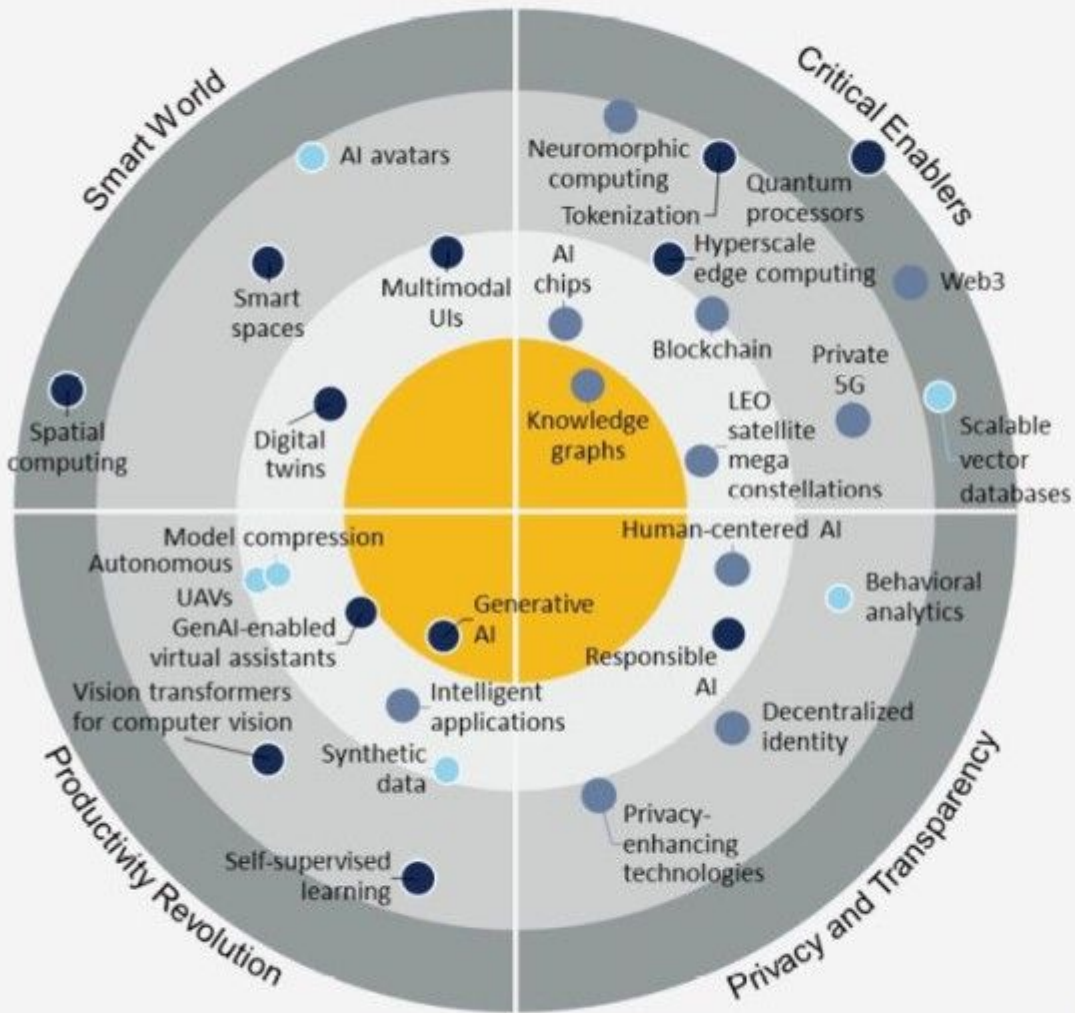 Smart World
Critical Enablers
AI avatars
Neuromorphic
computing
Tokenization
Quantum
processors
Smart
spaces
Multimodal
UIs
AI
chips
Hyperscale
edge computing
Web3
Blockchain
Private
5G
Spatial
computing
Digital
twins
Knowledge
graphs
LEO
satellite
mega
constellations
Scalable
vector
databases
Model compression
Autonomous
UAVs
GenAI-enabled
virtual assistants
Generative
AI
Human-centered AI
Behavioral
analytics
Responsible
AI
Vision transformers
for computer vision
Intelligent
applications
Decentralized
identity
Synthetic
data
Privacy-
enhancing
technologies
Self-supervised
learning
Productivity Revolution
Privacy and Transparency